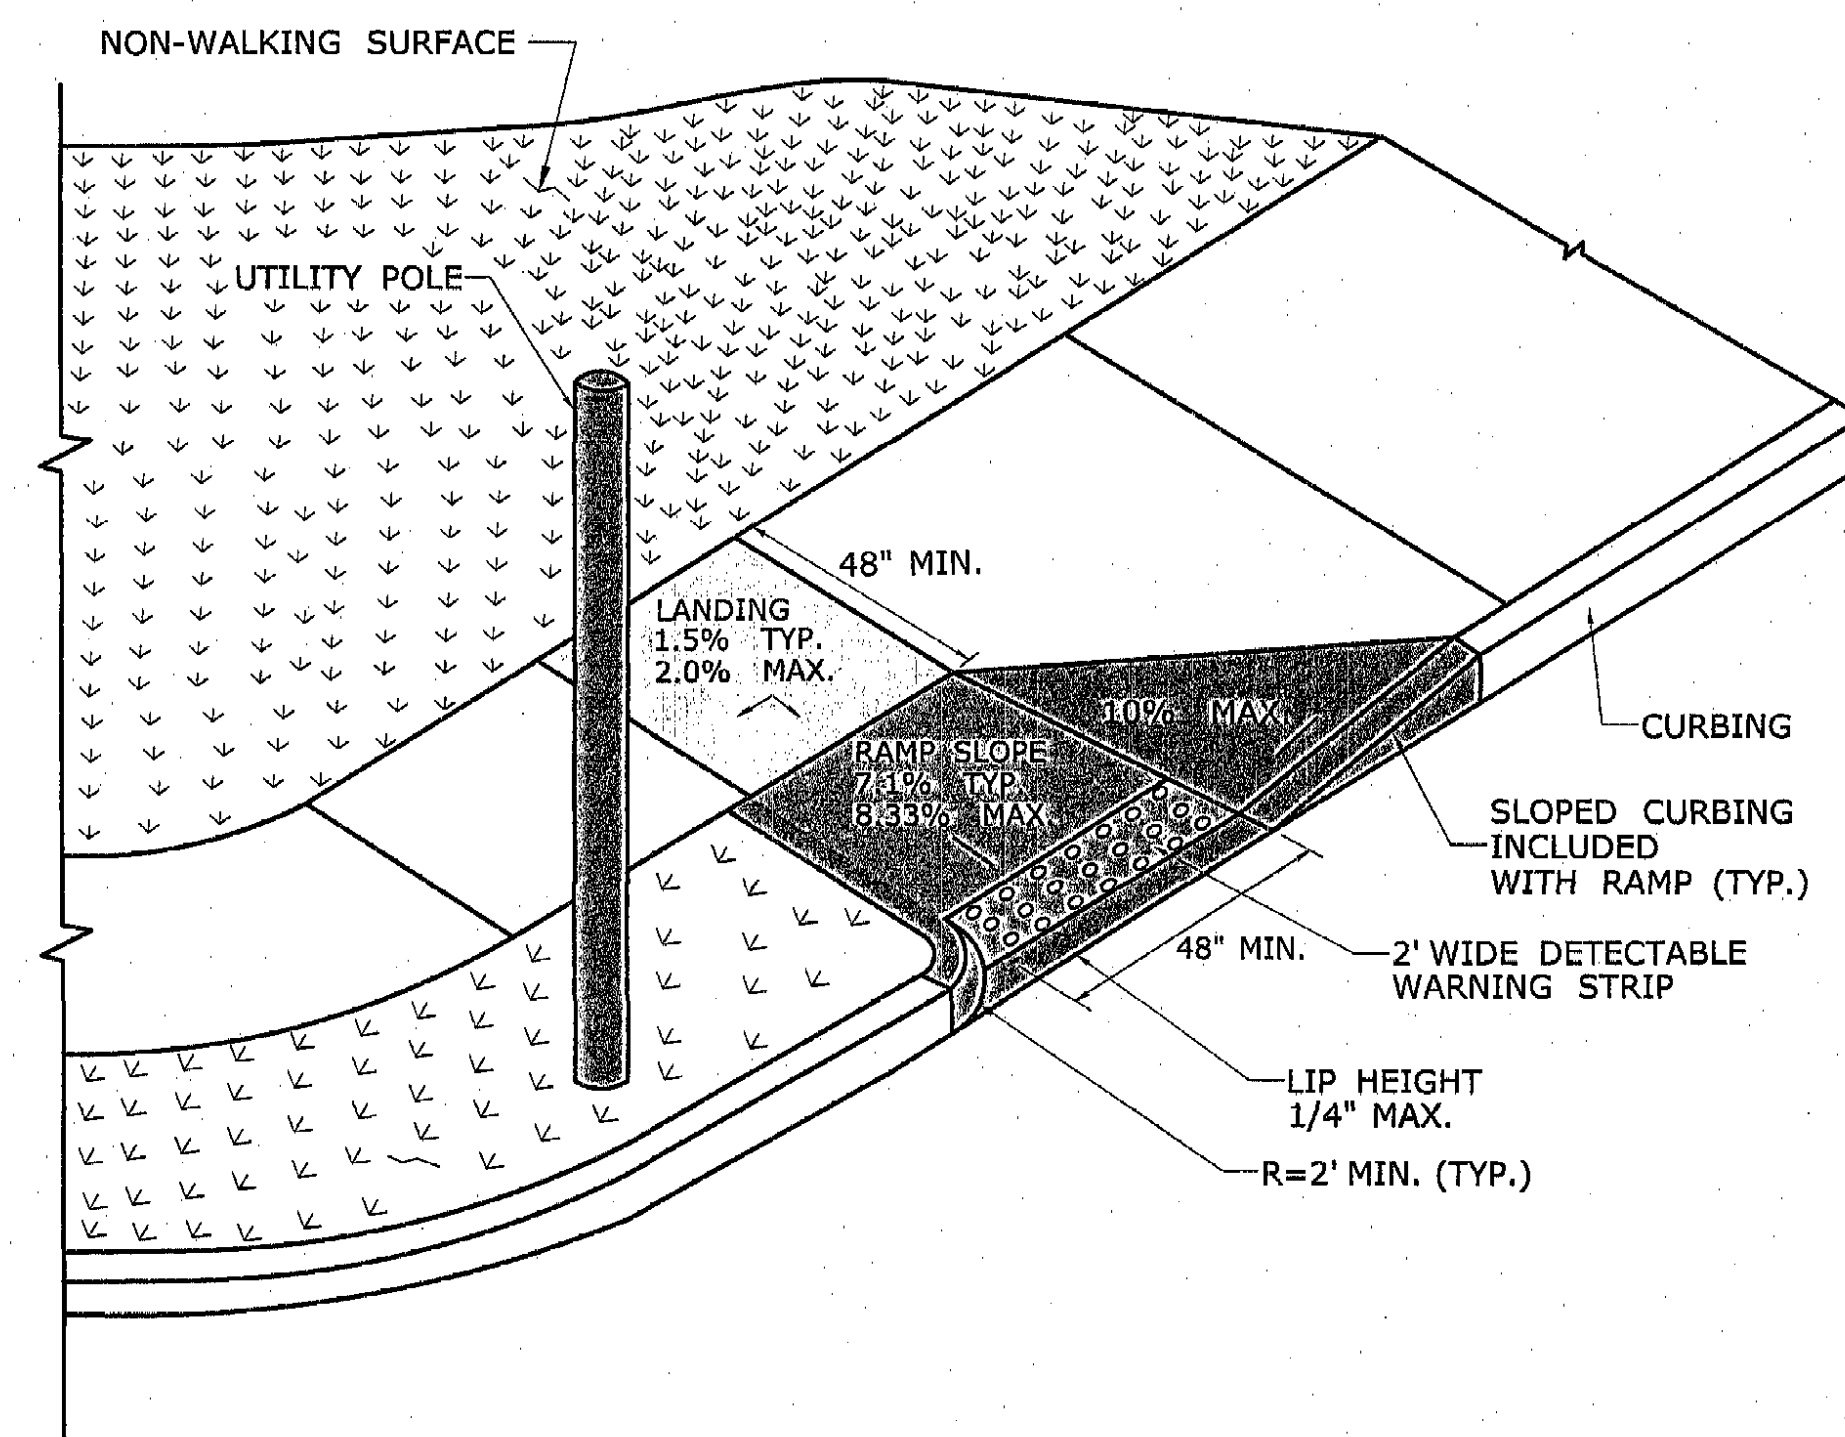 NON-WALKING SURFACE
UTILITY POLE
48" MIN.
LANDING
1.5% TYP.
2.0% MAX.
10% MAX.
RAMP SLOPE
7.1% TYP.
8.33% MAX.
CURBING
SLOPED CURBING
INCLUDED
WITH RAMP (TYP.)
48" MIN.
2' WIDE DETECTABLE
WARNING STRIP
LIP HEIGHT
1/4" MAX.
R=2' MIN. (TYP.)